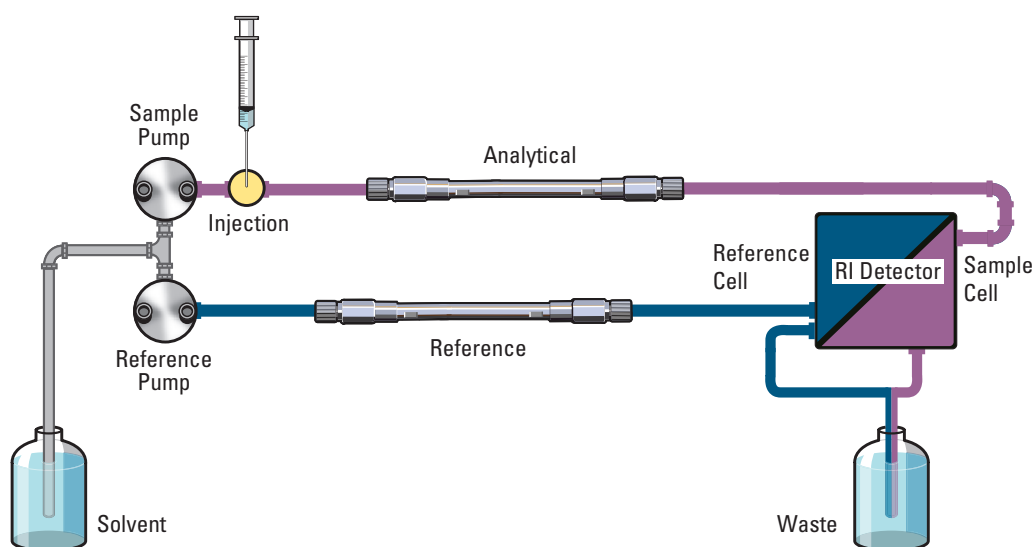 Sample
Pump
Injection
Analytical
Reference
Cell
RI Detector
Sample
Cell
Reference
Pump
Reference
Solvent
Waste